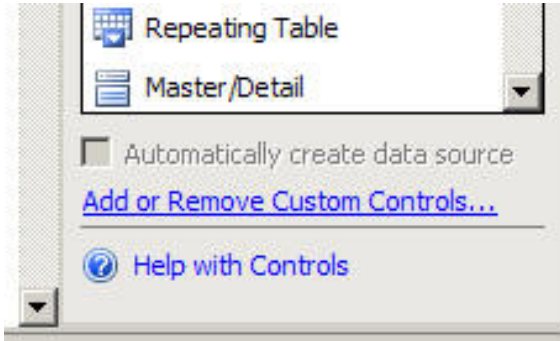 Repeating Table
Master/Detail
Automatically create data source
Add or Remove Custom Controls...
Help with Controls